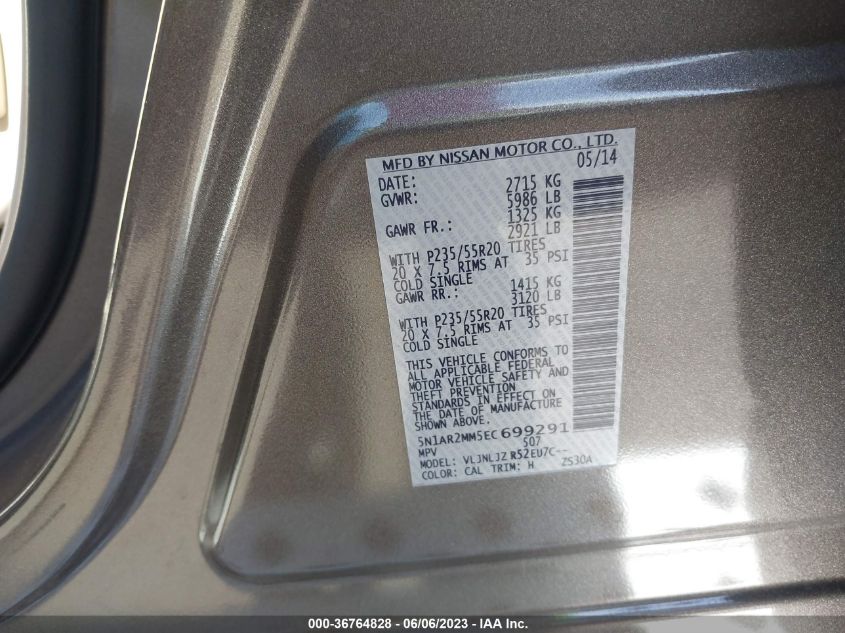 MFD BY NISSAN MOTOR CO., LTD.
DATE: 05/14
GVWR: 2715 KG
5986 LB
GAWR FR.: 1325 KG
2921 LB
WITH P235/55R20 TIRES
20 X 7.5 RIMS AT 35 PSI
COLD SINGLE
GAWR RR.: 1415 KG
3120 LB
WITH P235/55R20 TIRES
20 X 7.5 RIMS AT 35 PSI
COLD SINGLE
THIS VEHICLE CONFORMS TO
ALL APPLICABLE FEDERAL
MOTOR VEHICLE SAFETY AND
THEFT PREVENTION
STANDARDS IN EFFECT ON
THE DATE OF MANUFACTURE
SHOWN ABOVE.
5N1AR2MM5EC699291
MPV 507
MODEL: VLJNLJZ R52EU7C--
COLOR: CAL TRIM: H ZS30A
000-36764828 - 06/06/2023 - IAA Inc.